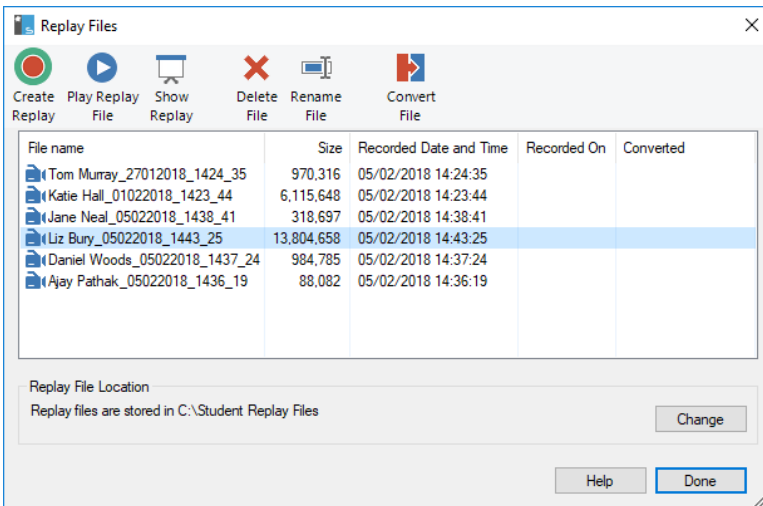 Replay Files
Create Replay
Play Replay File
Show Replay
Delete File
Rename File
Convert File
File name Size Recorded Date and Time Recorded On Converted
Tom Murray_27012018_1424_35 970,316 05/02/2018 14:24:35
Katie Hall_01022018_1423_44 6,115,648 05/02/2018 14:23:44
Jane Neal_05022018_1438_41 318,697 05/02/2018 14:38:41
Liz Bury_05022018_1443_25 13,804,658 05/02/2018 14:43:25
Daniel Woods_05022018_1437_24 984,785 05/02/2018 14:37:24
Ajay Pathak_05022018_1436_19 88,082 05/02/2018 14:36:19
Replay File Location
Replay files are stored in C:\Student Replay Files
Change
Help Done